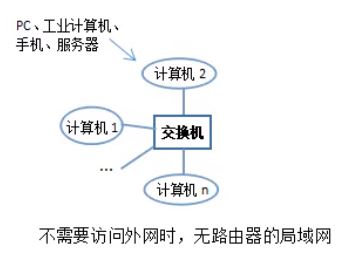 PC、工业计算机、
手机、服务器
计算机 2
计算机 1
交换机
...
计算机 n
不需要访问外网时，无路由器的局域网